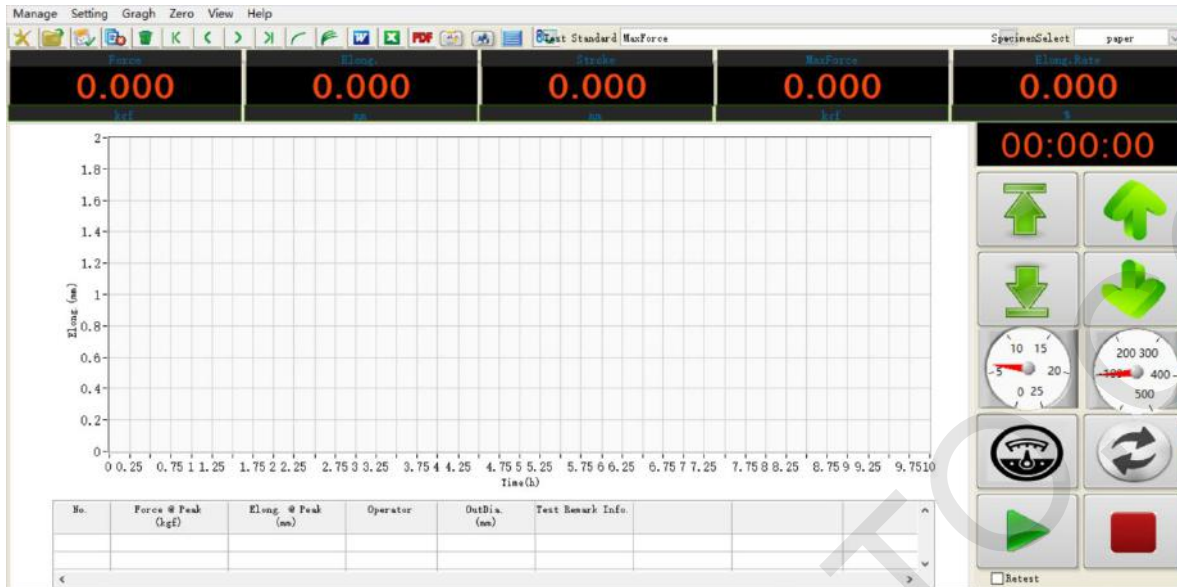 Manage Setting Gragh Zero View Help
W X PDF Test Standard MaxForce SpecimenSelect paper
Force Elong. Stroke MaxForce Elong.Rate
0.000 0.000 0.000 0.000 0.000
kgf mm mm kgf %
00:00:00
2
1.8
1.6
1.4
1.2
1
0.8
0.6
0.4
0.2
0
Elong.(mm)
0 0.25 0.75 1 1.25 1.75 2 2.25 2.75 3 3.25 3.75 4 4.25 4.75 5 5.25 5.75 6 6.25 6.75 7 7.25 7.75 8 8.25 8.75 9 9.25 9.75 10
Time(h)
10 15
5 20
0 25
200 300
100 400
500
No. Force @ Peak Elong. @ Peak Operator OutDia. Test Remark Info.
(kgf) (mm) (mm)
Retest